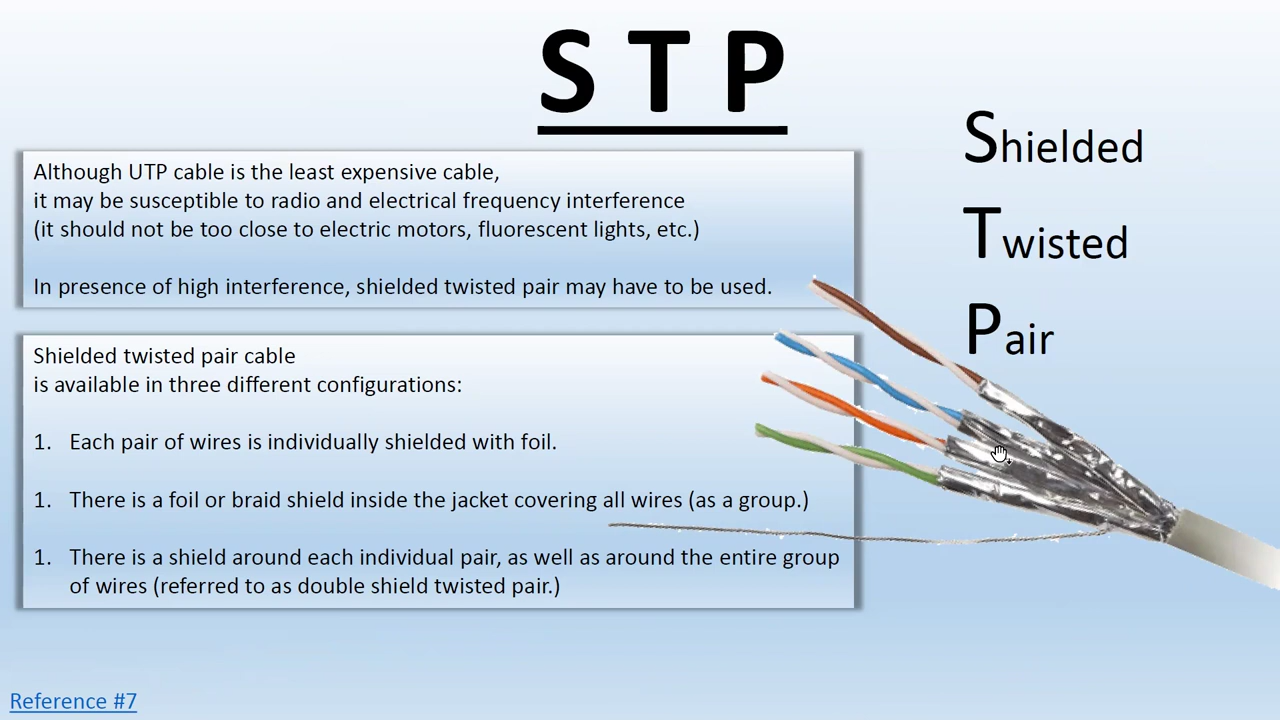 S T P
Shielded
Twisted
Pair
Although UTP cable is the least expensive cable,
it may be susceptible to radio and electrical frequency interference
(it should not be too close to electric motors, fluorescent lights, etc.)
In presence of high interference, shielded twisted pair may have to be used.
Shielded twisted pair cable
is available in three different configurations:
1. Each pair of wires is individually shielded with foil.
1. There is a foil or braid shield inside the jacket covering all wires (as a group.)
1. There is a shield around each individual pair, as well as around the entire group
of wires (referred to as double shield twisted pair.)
Reference #7